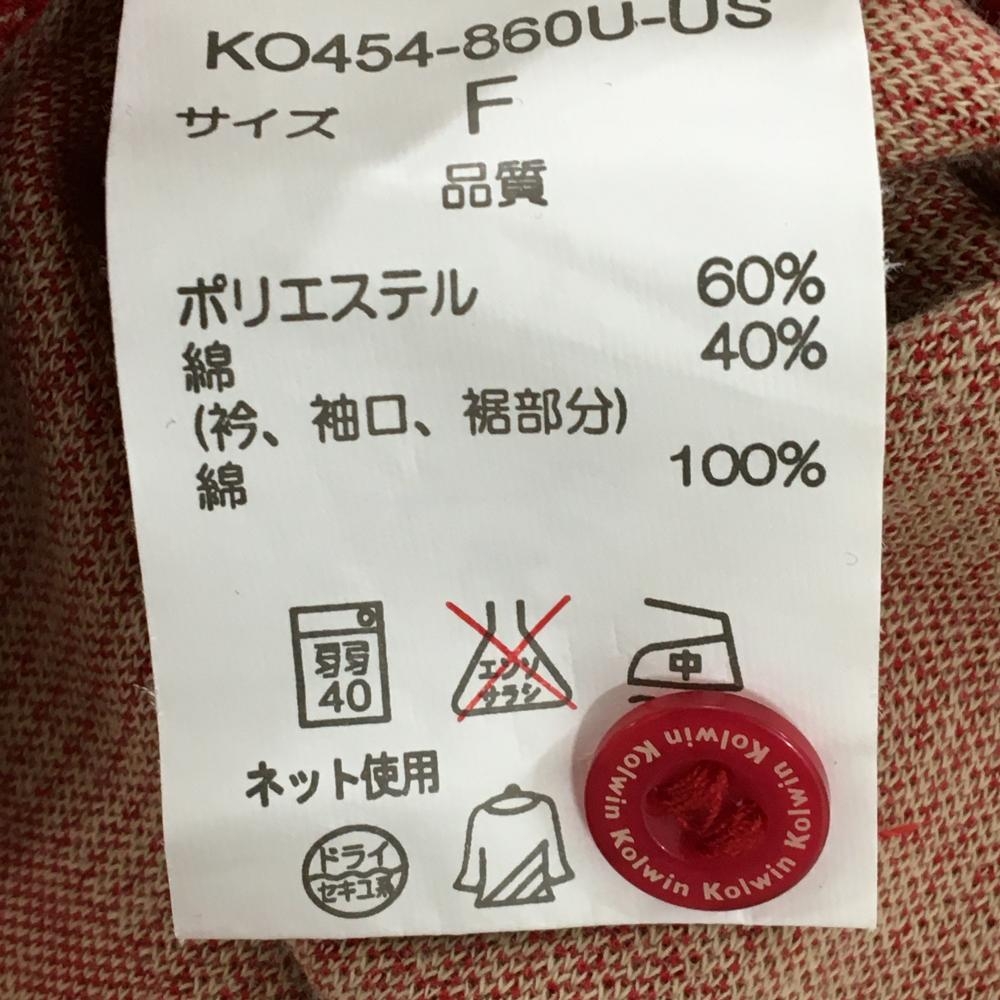 KO454-860U-US
サイズ F
品質
ポリエステル 60%
綿 40%
(衿、袖口、裾部分)
綿 100%
弱
40
エンソ
サラシ
中
ネット使用
ドライ
セキユ系
Kolwin Kolwin Kolwin Kolwin Kolwin Kolwin